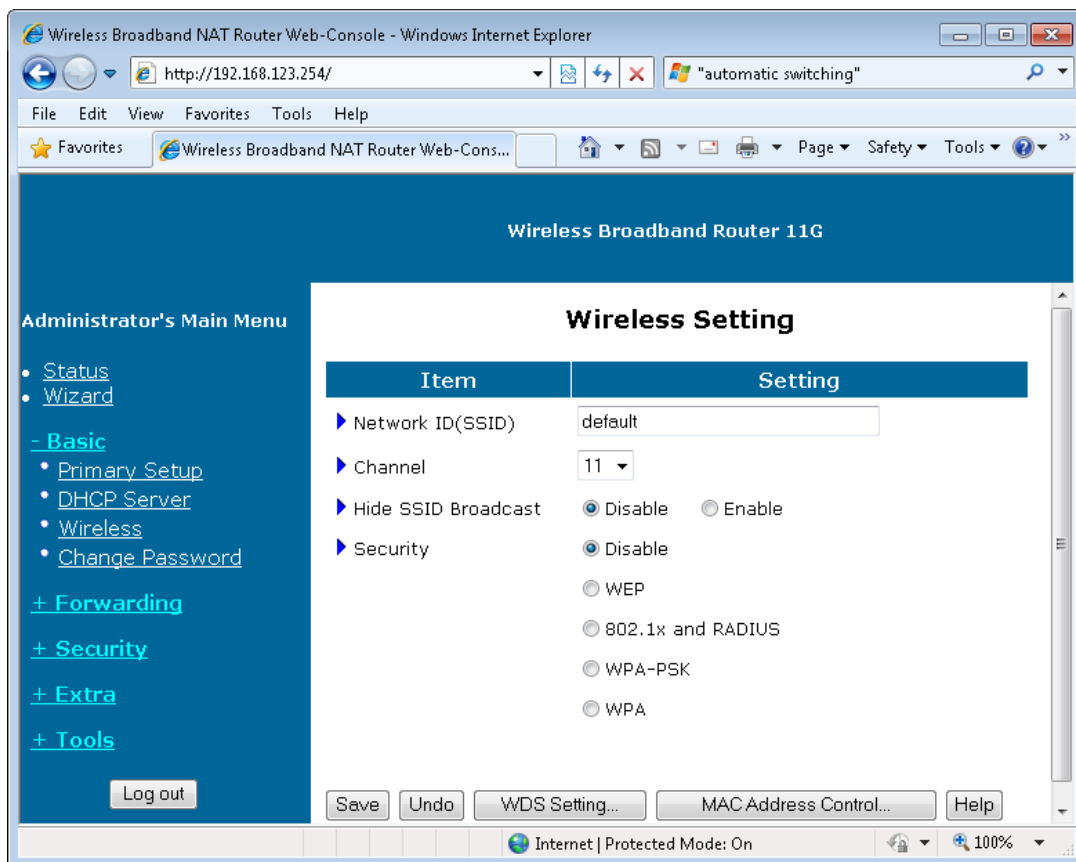 Wireless Broadband NAT Router Web-Console - Windows Internet Explorer
http://192.168.123.254/
"automatic switching"
File Edit View Favorites Tools Help
Favorites
Wireless Broadband NAT Router Web-Cons...
Page Safety Tools
Wireless Broadband Router 11G
Administrator's Main Menu
Status
Wizard
- Basic
Primary Setup
DHCP Server
Wireless
Change Password
+ Forwarding
+ Security
+ Extra
+ Tools
Log out
Wireless Setting
Item Setting
Network ID(SSID) default
Channel 11
Hide SSID Broadcast Disable Enable
Security Disable
WEP
802.1x and RADIUS
WPA-PSK
WPA
Save Undo WDS Setting... MAC Address Control... Help
Internet | Protected Mode: On 100%